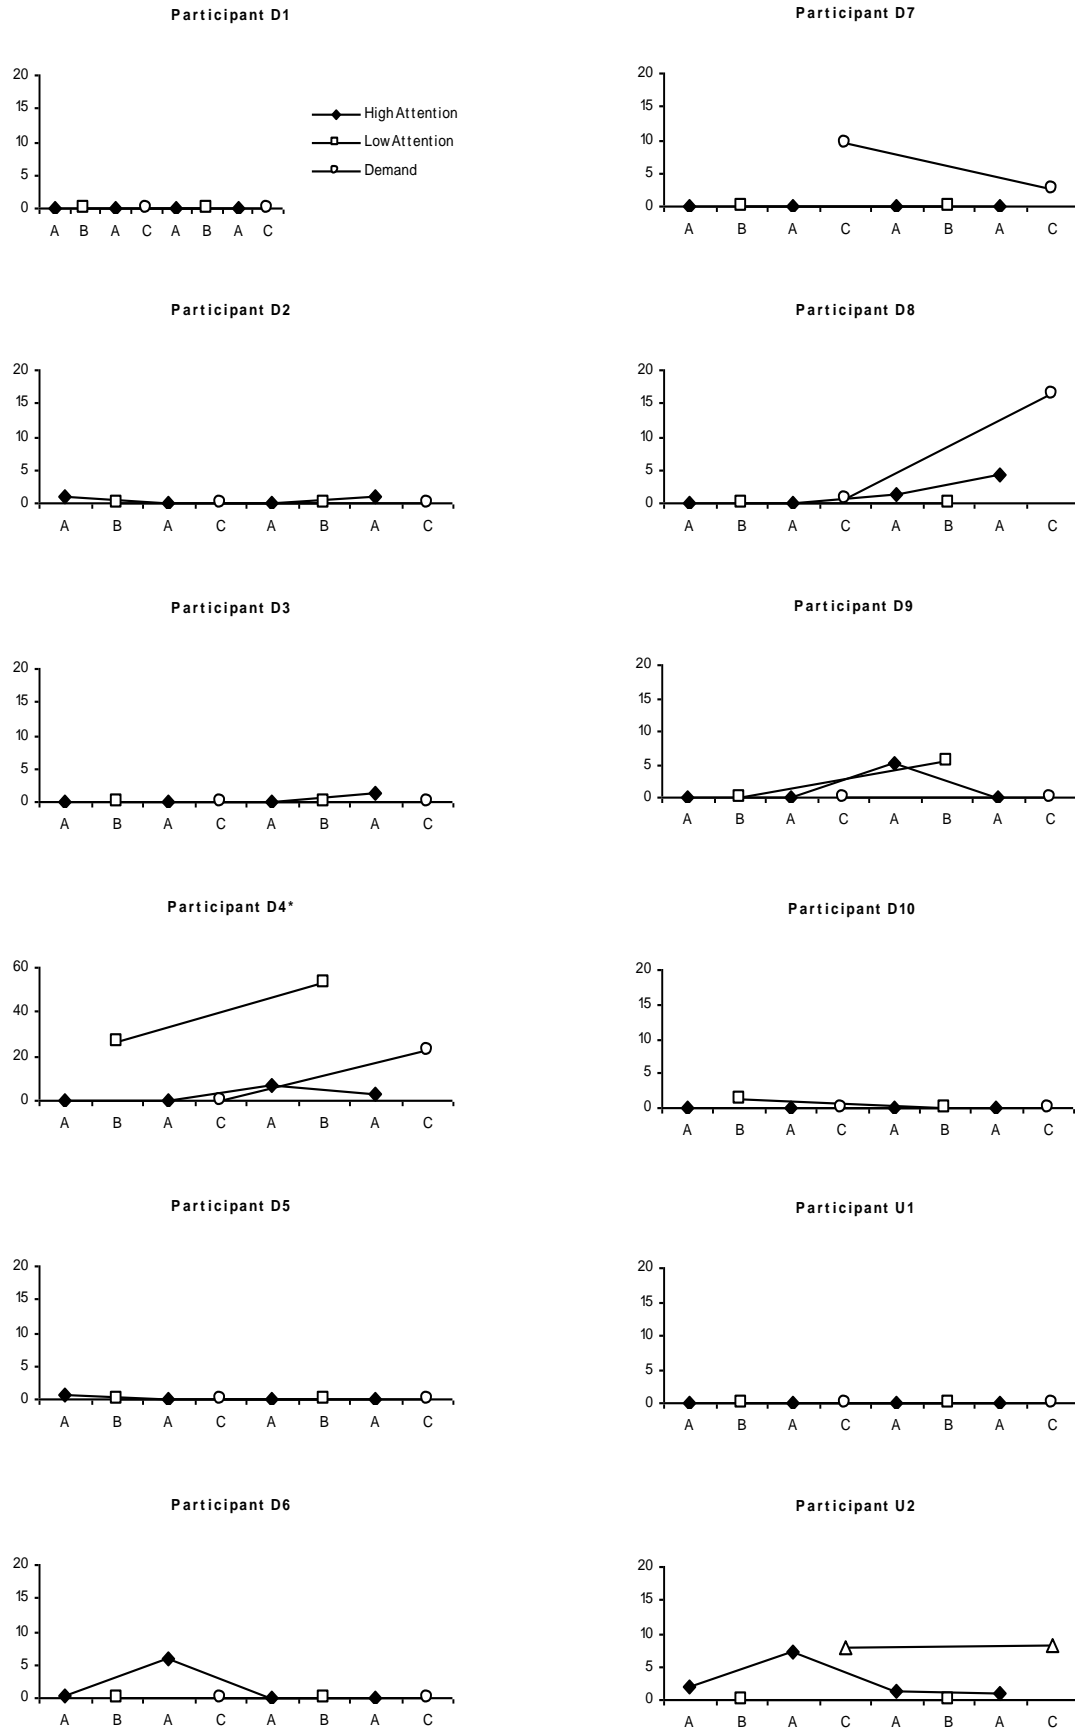 Participant D1
20
15
10
5
0
A B A C A B A C
High Attention
Low Attention
Demand
Participant D2
20
15
10
5
0
A B A C A B A C
Participant D3
20
15
10
5
0
A B A C A B A C
Participant D4*
60
40
20
0
A B A C A B A C
Participant D5
20
15
10
5
0
A B A C A B A C
Participant D6
20
15
10
5
0
A B A C A B A C
Participant D7
20
15
10
5
0
A B A C A B A C
Participant D8
20
15
10
5
0
A B A C A B A C
Participant D9
20
15
10
5
0
A B A C A B A C
Participant D10
20
15
10
5
0
A B A C A B A C
Participant U1
20
15
10
5
0
A B A C A B A C
Participant U2
20
15
10
5
0
A B A C A B A C